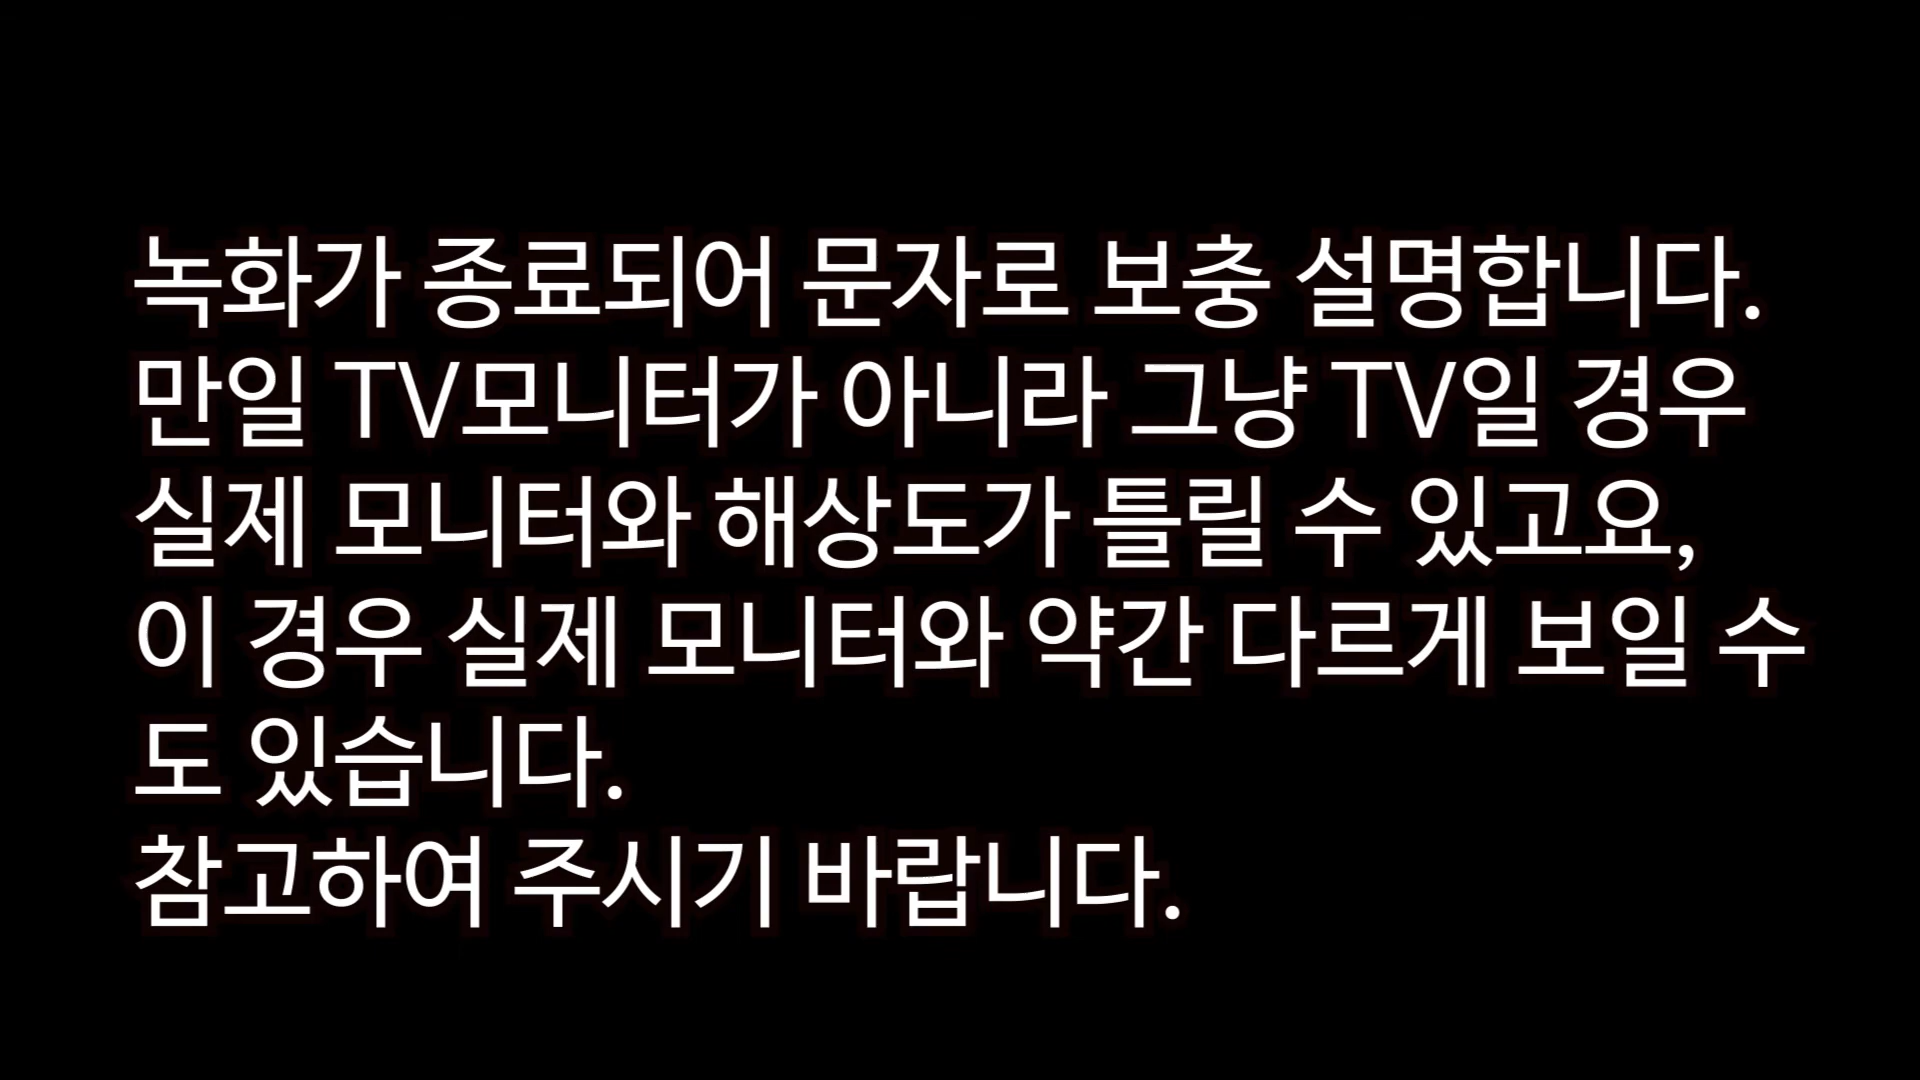 녹화가 종료되어 문자로 보충 설명합니다.
만일 TV모니터가 아니라 그냥 TV일 경우
실제 모니터와 해상도가 틀릴 수 있고요,
이 경우 실제 모니터와 약간 다르게 보일 수
도 있습니다.
참고하여 주시기 바랍니다.